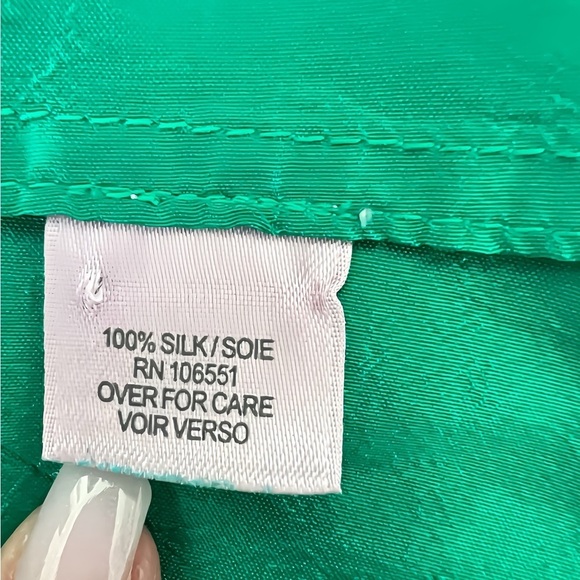 100% SILK/SOIE
RN 106551
OVER FOR CARE
VOIR VERSO